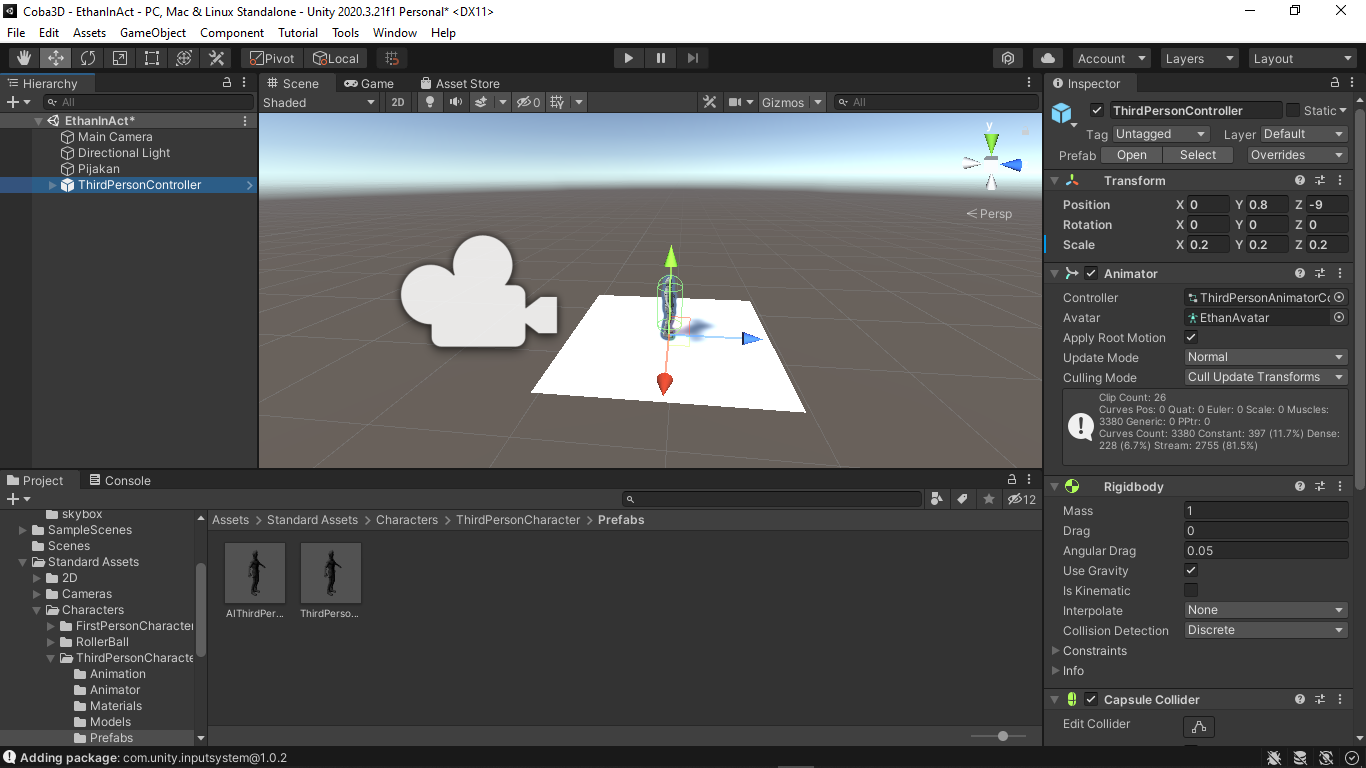 Coba3D - EthanInAct - PC, Mac & Linux Standalone - Unity 2020.3.21f1 Personal* <DX11>
File Edit Assets GameObject Component Tutorial Tools Window Help
Pivot Local Account Layers Layout
Hierarchy
All
EthanInAct*
Main Camera
Directional Light
Pijakan
ThirdPersonController
Scene Game Asset Store
Shaded 2D 0 Gizmos All
y
Persp
Inspector
ThirdPersonController Static
Tag Untagged Layer Default
Prefab Open Select Overrides
Transform
Position X 0 Y 0.8 Z -9
Rotation X 0 Y 0 Z 0
Scale X 0.2 Y 0.2 Z 0.2
Animator
Controller ThirdPersonAnimatorCo
Avatar EthanAvatar
Apply Root Motion
Update Mode Normal
Culling Mode Cull Update Transforms
Clip Count: 26
Curves Pos: 0 Quat: 0 Euler: 0 Scale: 0 Muscles:
3380 Generic: 0 PPtr: 0
Curves Count: 3380 Constant: 397 (11.7%) Dense:
228 (6.7%) Stream: 2755 (81.5%)
Rigidbody
Mass 1
Drag 0
Angular Drag 0.05
Use Gravity
Is Kinematic
Interpolate None
Collision Detection Discrete
Constraints
Info
Capsule Collider
Edit Collider
Project Console
12
skybox
SampleScenes
Scenes
Standard Assets
2D
Cameras
Characters
FirstPersonCharacter
RollerBall
ThirdPersonCharacte
Animation
Animator
Materials
Models
Prefabs
Assets > Standard Assets > Characters > ThirdPersonCharacter > Prefabs
AIThirdPer... ThirdPerso...
Adding package: com.unity.inputsystem@1.0.2